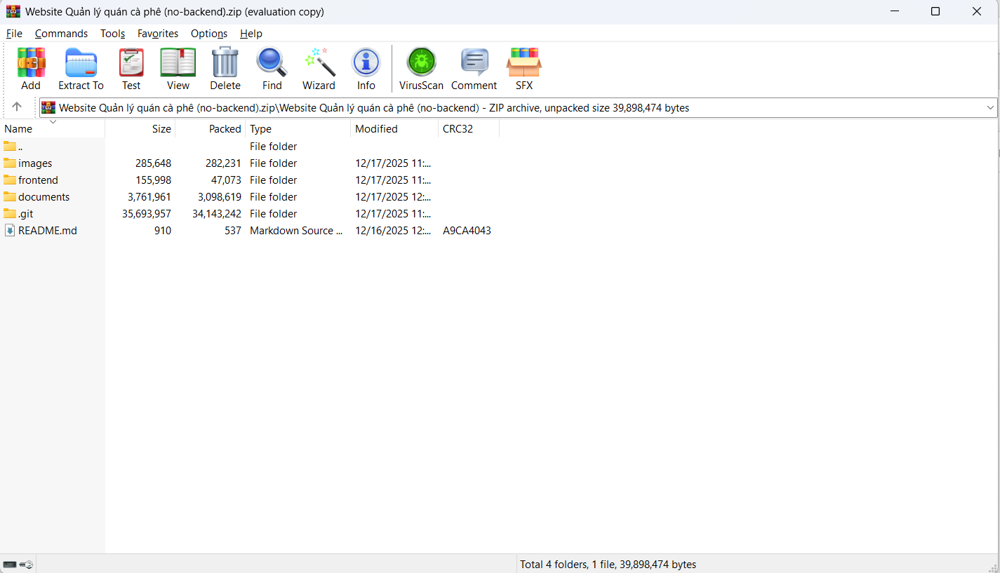 Website Quản lý quán cà phê (no-backend).zip (evaluation copy)
File Commands Tools Favorites Options Help
Add Extract To Test View Delete Find Wizard Info VirusScan Comment SFX
Website Quản lý quán cà phê (no-backend).zip\Website Quản lý quán cà phê (no-backend) - ZIP archive, unpacked size 39,898,474 bytes
Name Size Packed Type Modified CRC32
.. File folder
images 285,648 282,231 File folder 12/17/2025 11:...
frontend 155,998 47,073 File folder 12/17/2025 11:...
documents 3,761,961 3,098,619 File folder 12/17/2025 12:...
.git 35,693,957 34,143,242 File folder 12/17/2025 11:...
README.md 910 537 Markdown Source ... 12/16/2025 12:... A9CA4043
Total 4 folders, 1 file, 39,898,474 bytes